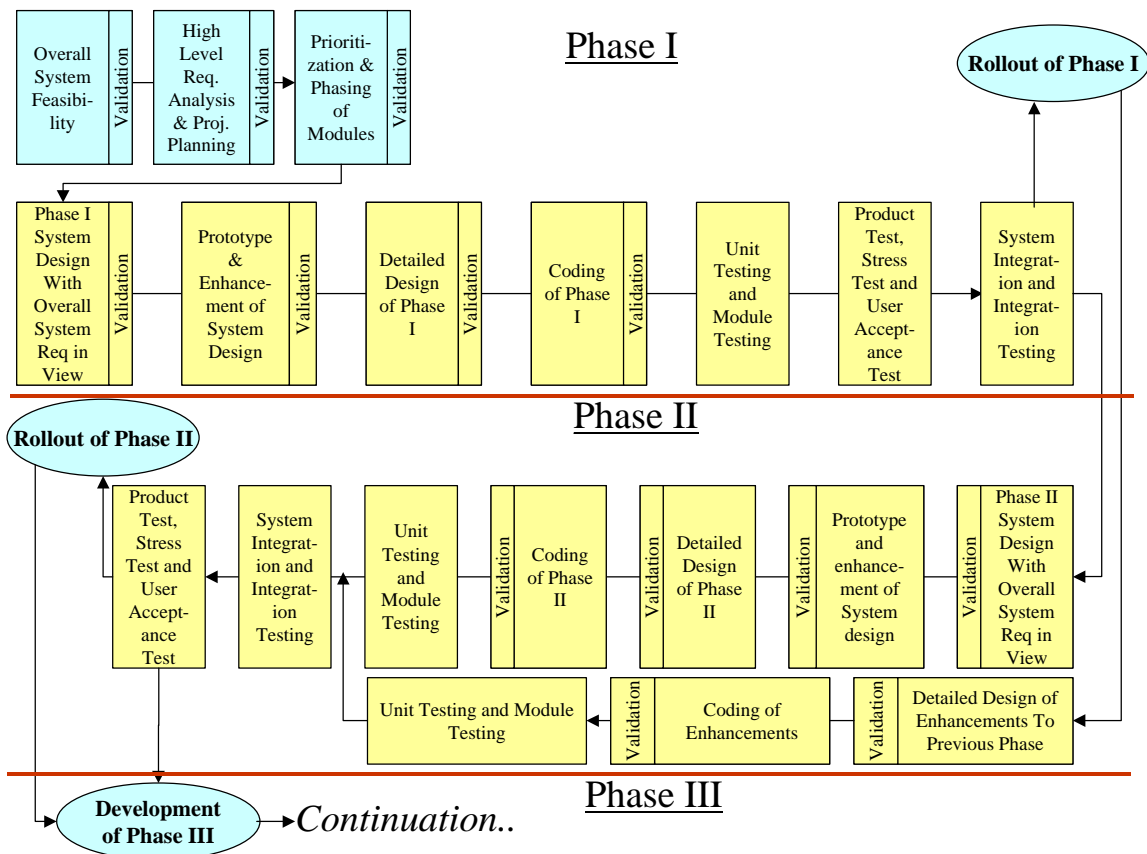 Phase I
Overall
System
Feasibi-
lity
Validation
High
Level
Req.
Analysis
& Proj.
Planning
Validation
Prioriti-
zation &
Phasing
of
Modules
Validation
Rollout of Phase I
Phase I
System
Design
With
Overall
System
Req in
View
Validation
Prototype
&
Enhance-
ment of
System
Design
Validation
Detailed
Design
of Phase
I
Validation
Coding
of Phase
I
Validation
Unit
Testing
and
Module
Testing
Product
Test,
Stress
Test and
User
Accept-
ance
Test
System
Integrat-
ion and
Integrat-
ion
Testing
Phase II
Rollout of Phase II
Product
Test,
Stress
Test and
User
Accept-
ance
Test
System
Integrat-
ion and
Integrat-
ion
Testing
Unit
Testing
and
Module
Testing
Validation
Coding
of Phase
II
Validation
Detailed
Design
of Phase
II
Validation
Prototype
and
enhance-
ment of
System
design
Validation
Phase II
System
Design
With
Overall
System
Req in
View
Unit Testing and Module
Testing
Validation
Coding of
Enhancements
Validation
Detailed Design of
Enhancements To
Previous Phase
Phase III
Development
of Phase III
Continuation..